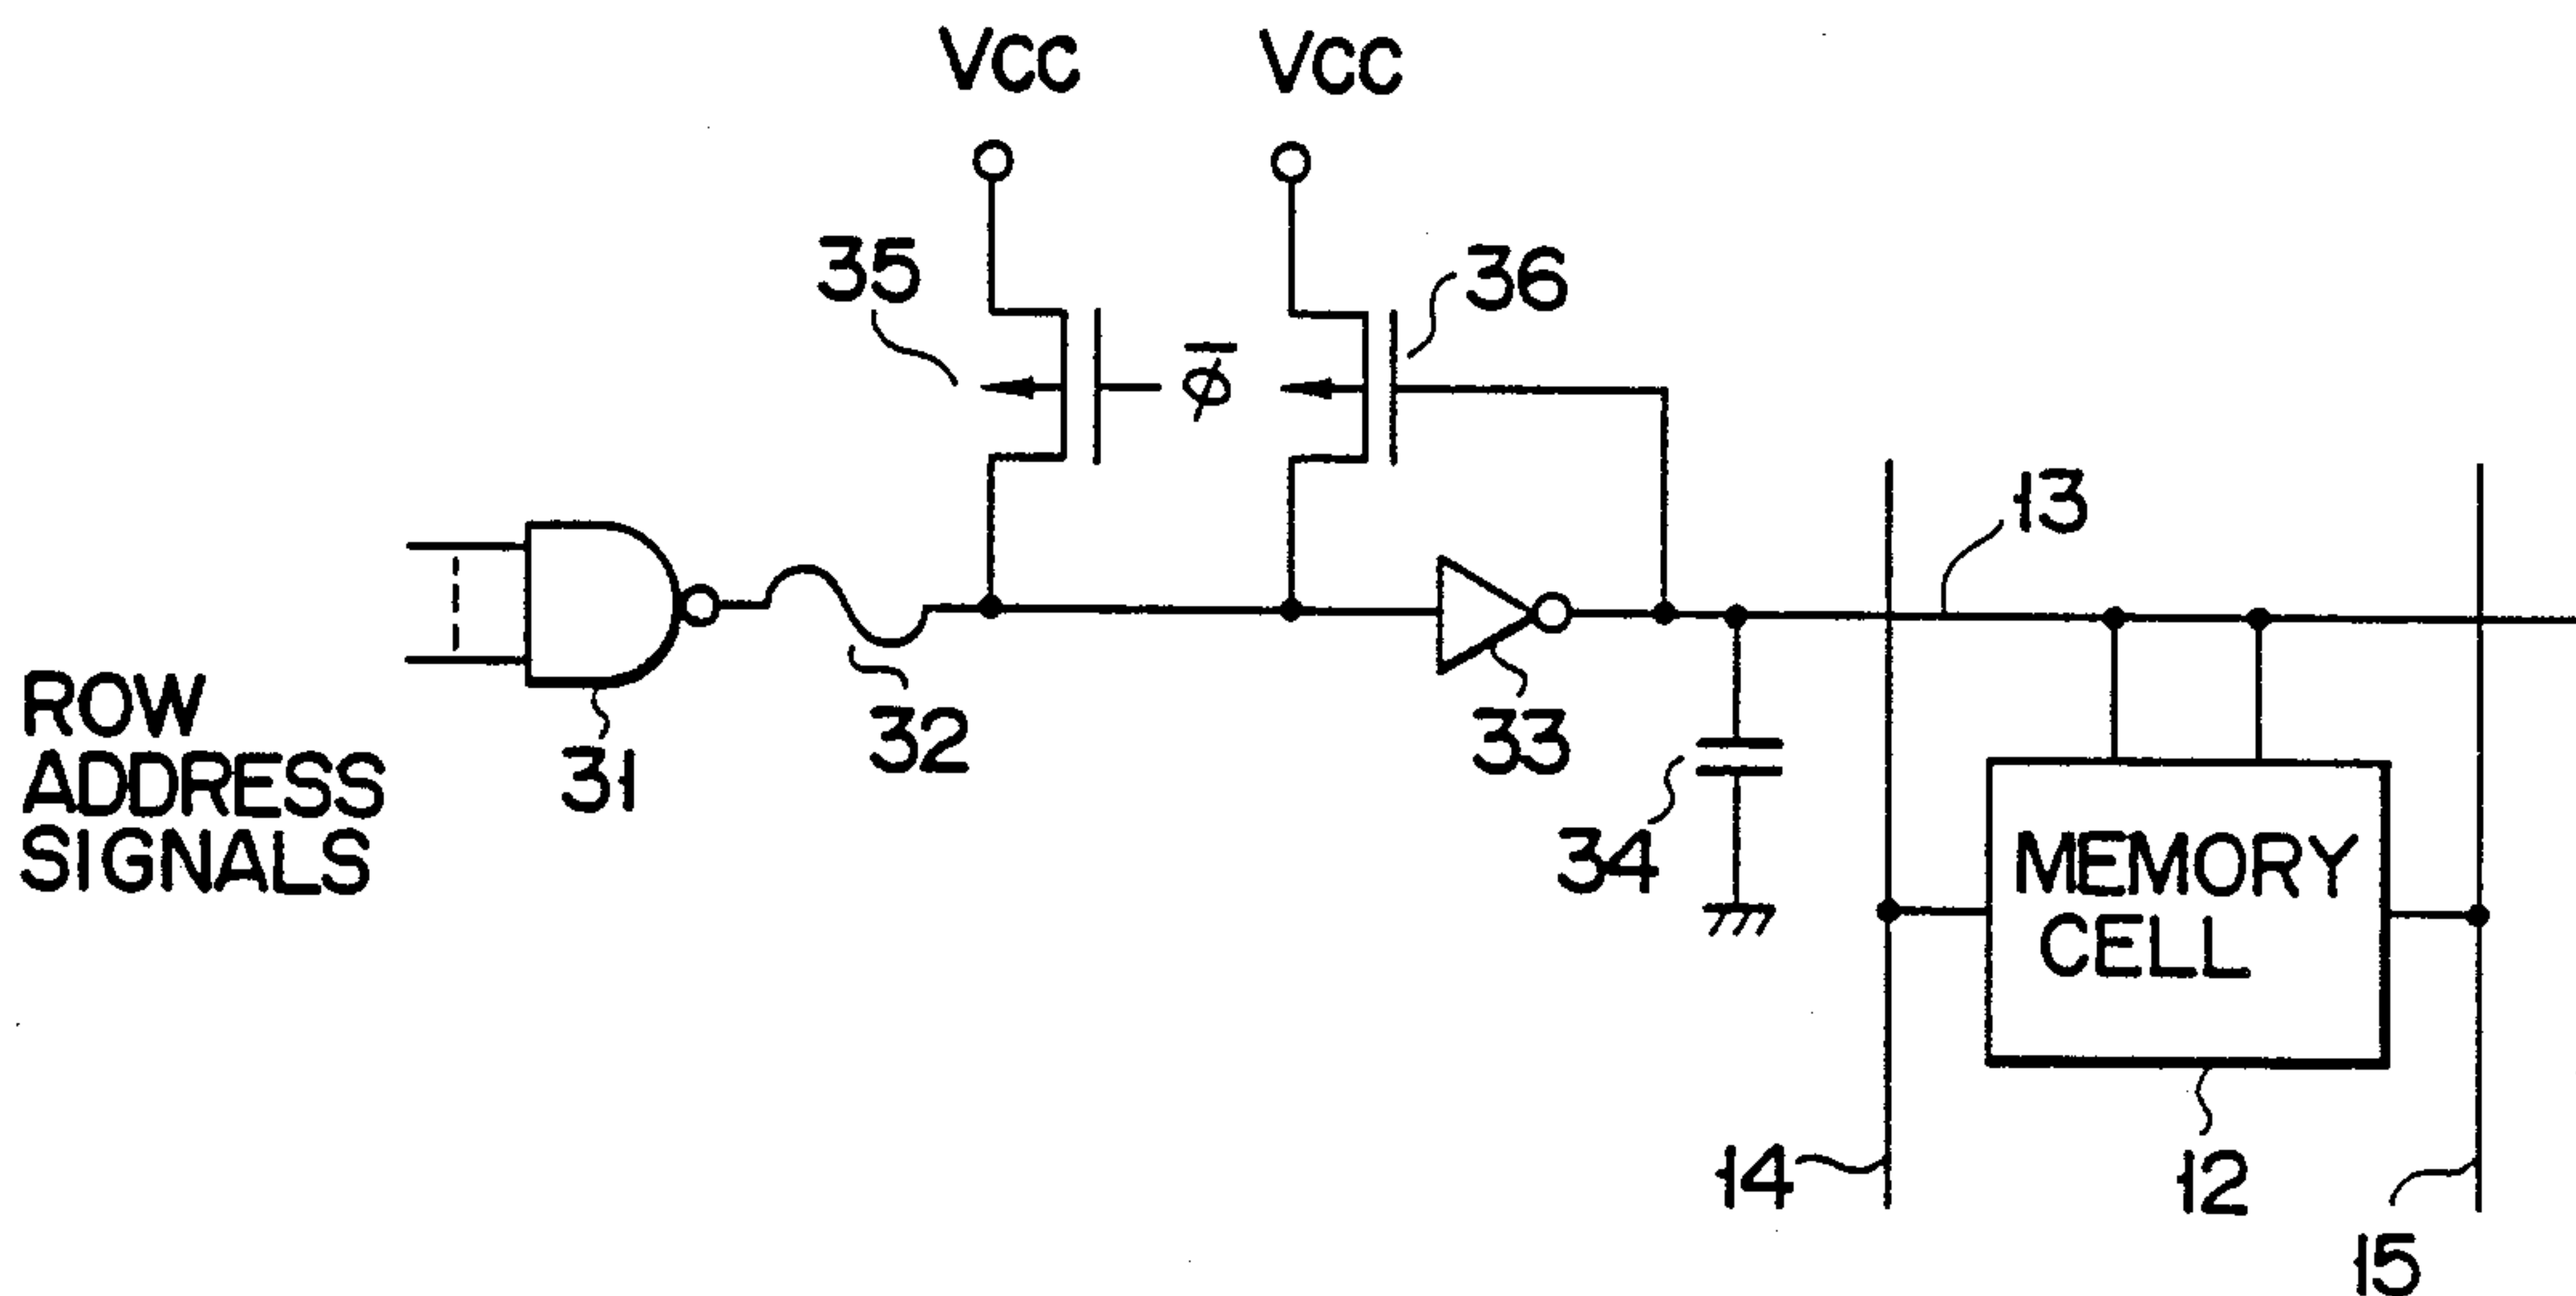 VCC VCC
35
36
φ̅
13
ROW
ADDRESS
SIGNALS
31
32
33
34
MEMORY
CELL
14
12
15